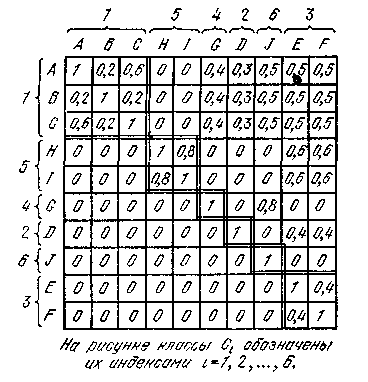 1 5 4 2 6 3
A B C H I G D J E F
1 A 1 0,2 0,6 0 0 0,4 0,3 0,5 0,5 0,5
B 0,2 1 0,2 0 0 0,4 0,3 0,5 0,5 0,5
C 0,6 0,2 1 0 0 0,4 0,3 0,5 0,5 0,5
5 H 0 0 0 1 0,8 0 0 0 0,6 0,6
I 0 0 0 0,8 1 0 0 0 0,6 0,6
4 G 0 0 0 0 0 1 0 0,8 0 0
2 D 0 0 0 0 0 0 1 0 0,4 0,4
6 J 0 0 0 0 0 0 0 1 0 0
3 E 0 0 0 0 0 0 0 0 1 0,4
F 0 0 0 0 0 0 0 0 0,4 1
На рисунке классы C, обозначены
их индексами i=1, 2,..., 6.